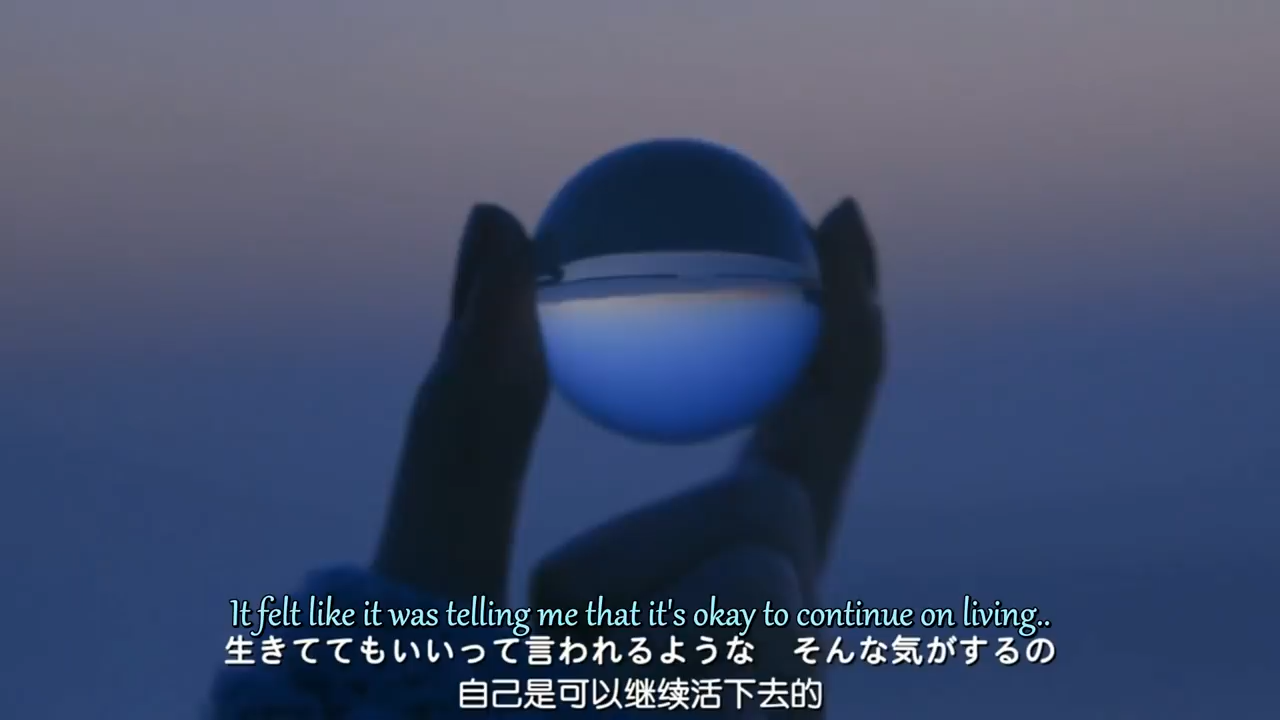 It felt like it was telling me that it's okay to continue on living..
生きててもいいって言われるような　そんな気がするの
自己是可以继续活下去的